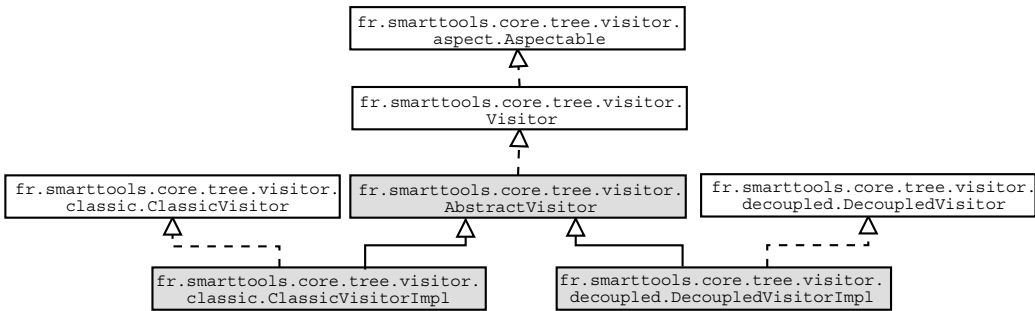 fr.smarttools.core.tree.visitor.
aspect.Aspectable
fr.smarttools.core.tree.visitor.
Visitor
fr.smarttools.core.tree.visitor.
classic.ClassicVisitor
fr.smarttools.core.tree.visitor.
AbstractVisitor
fr.smarttools.core.tree.visitor.
decoupled.DecoupledVisitor
fr.smarttools.core.tree.visitor.
classic.ClassicVisitorImpl
fr.smarttools.core.tree.visitor.
decoupled.DecoupledVisitorImpl